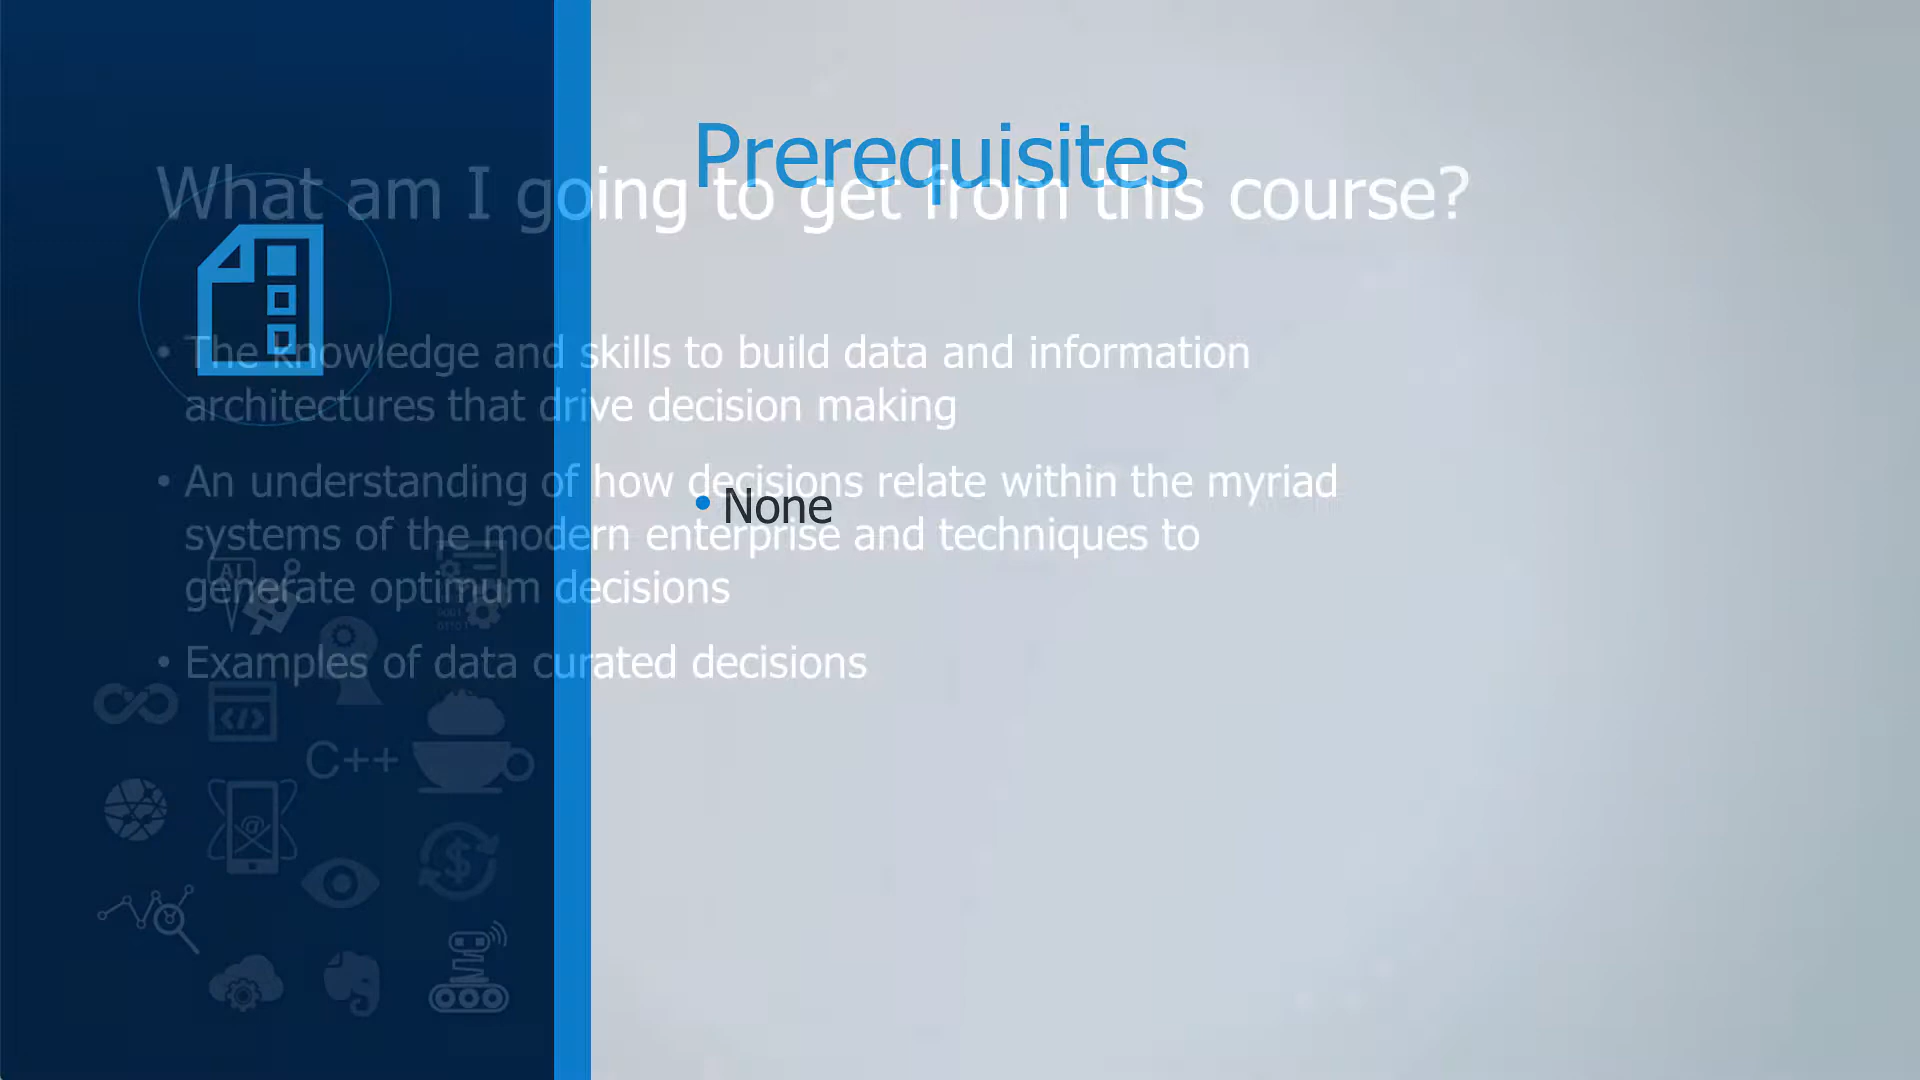 Prerequisites
What am I going to get from this course?
• The knowledge and skills to build data and information
architectures that drive decision making
• An understanding of how decisions relate within the myriad
• None
systems of the modern enterprise and techniques to
generate optimum decisions
• Examples of data curated decisions
AI
C++